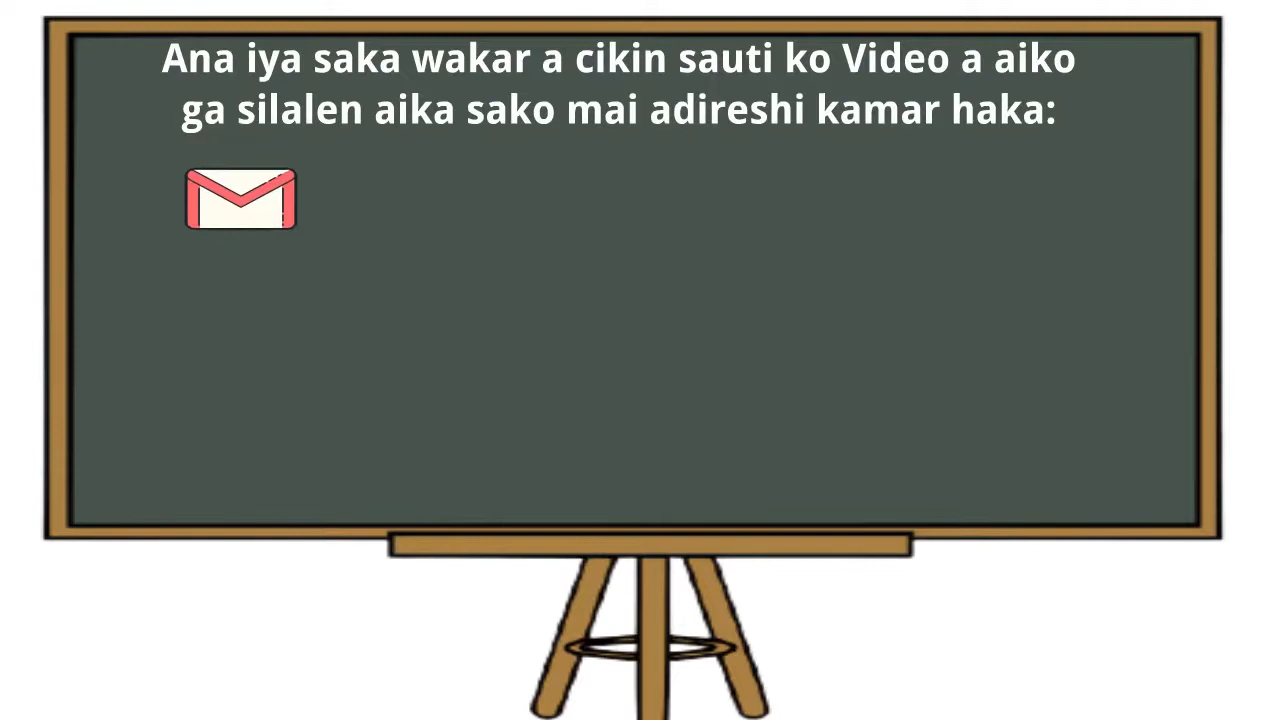 Ana iya saka wakar a cikin sauti ko Video a aiko
ga silalen aika sako mai adireshi kamar haka: